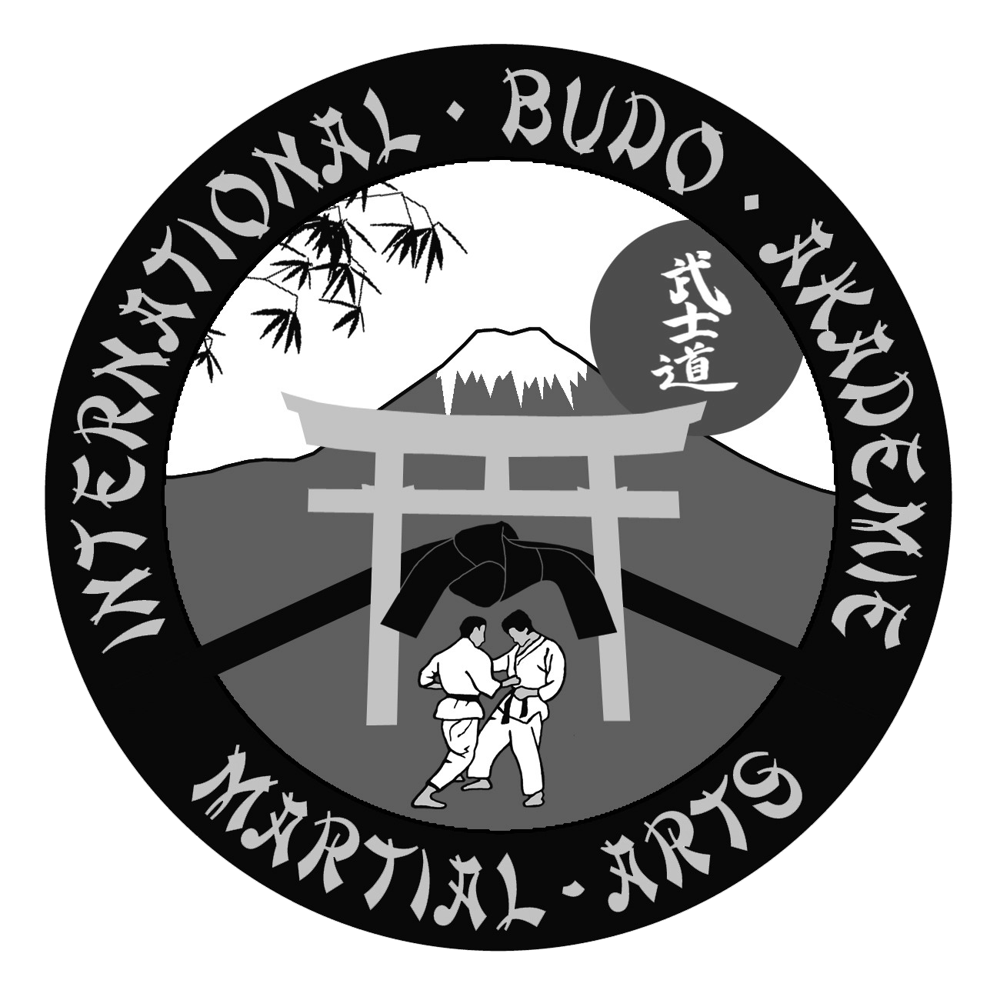 INTERNATIONAL · BUDO · AKADEMIE
武士道
MARTIAL · ARTS